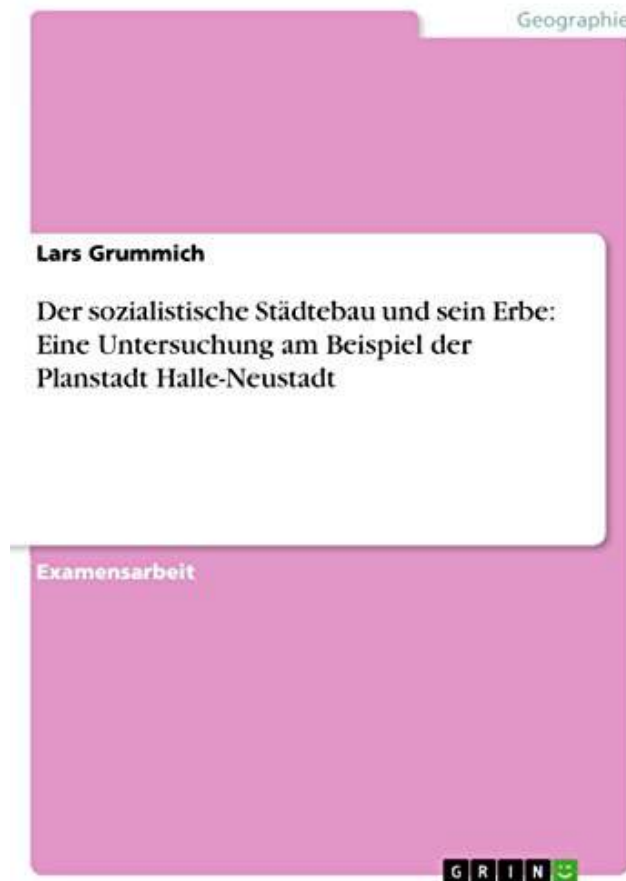 Geographie
Lars Grummich
Der sozialistische Städtebau und sein Erbe:
Eine Untersuchung am Beispiel der
Planstadt Halle-Neustadt
Examensarbeit
GRIN